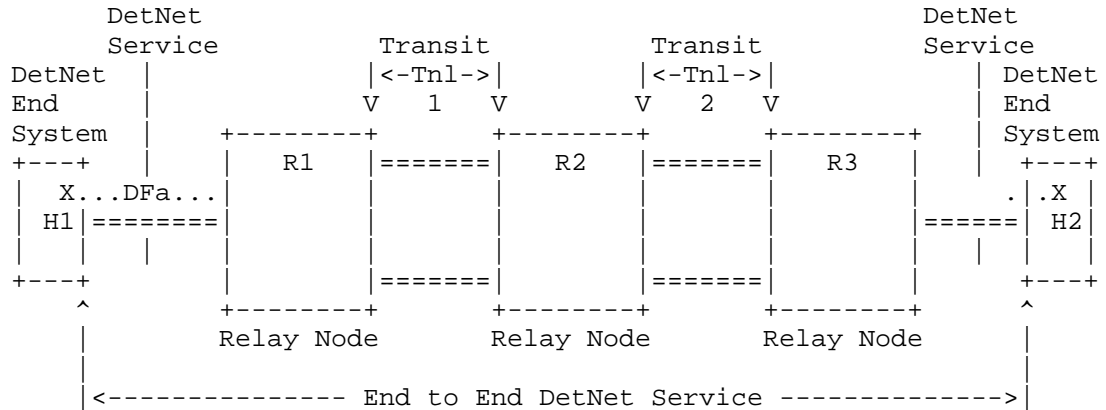 DetNet DetNet
Service Transit Transit Service
DetNet | |<-Tnl->| |<-Tnl->| | DetNet
End | V 1 V V 2 V | End
System | +--------+ +--------+ +--------+ | System
+---+ | | R1 |=======| R2 |=======| R3 | | +---+
| X...DFa...| | | | | | .|.X |
| H1|========| | | | | |======| H2|
| | | | | | | | | | | |
+---+ | |=======| |=======| | +---+
^ +--------+ +--------+ +--------+ ^
| Relay Node Relay Node Relay Node |
| |
|<--------------- End to End DetNet Service -------------->|